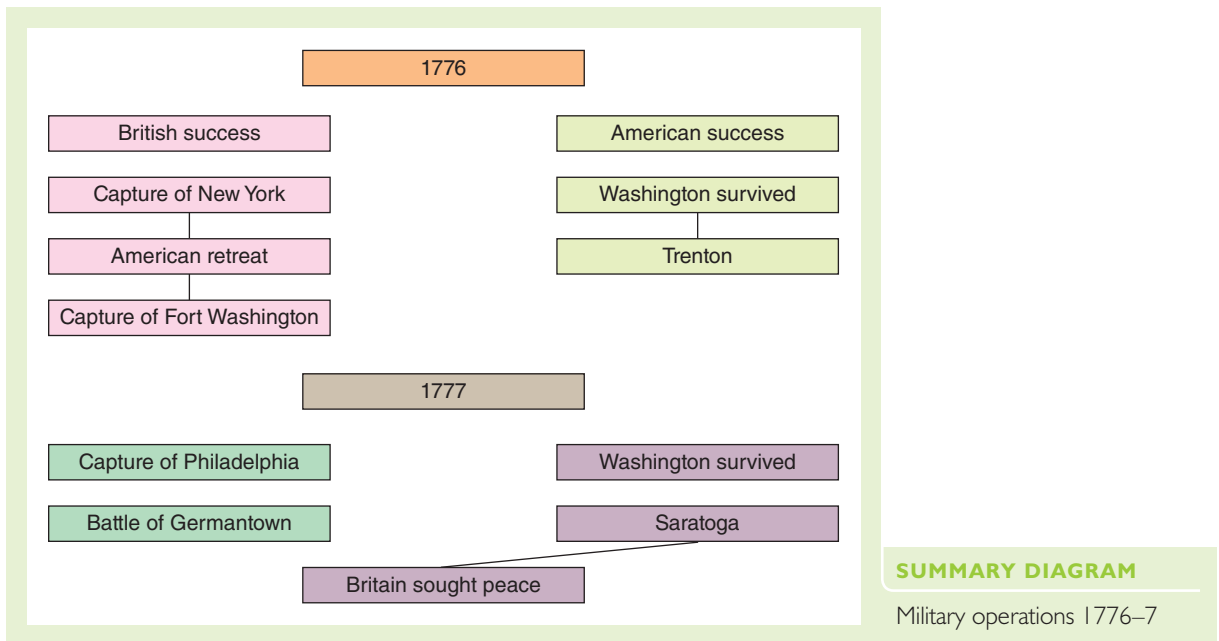 1776
British success
American success
Capture of New York
Washington survived
American retreat
Trenton
Capture of Fort Washington
1777
Capture of Philadelphia
Washington survived
Battle of Germantown
Saratoga
Britain sought peace
SUMMARY DIAGRAM
Military operations 1776–7